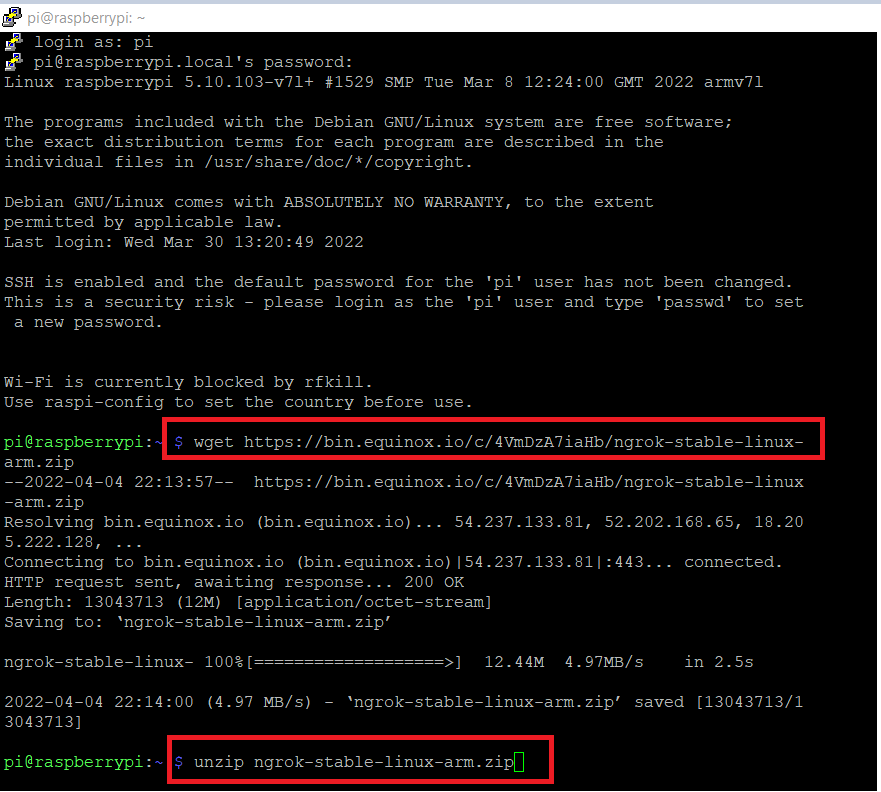 pi@raspberrypi: ~
login as: pi
pi@raspberrypi.local's password:
Linux raspberrypi 5.10.103-v7l+ #1529 SMP Tue Mar 8 12:24:00 GMT 2022 armv7l
The programs included with the Debian GNU/Linux system are free software;
the exact distribution terms for each program are described in the
individual files in /usr/share/doc/*/copyright.
Debian GNU/Linux comes with ABSOLUTELY NO WARRANTY, to the extent
permitted by applicable law.
Last login: Wed Mar 30 13:20:49 2022
SSH is enabled and the default password for the 'pi' user has not been changed.
This is a security risk - please login as the 'pi' user and type 'passwd' to set
 a new password.
Wi-Fi is currently blocked by rfkill.
Use raspi-config to set the country before use.
pi@raspberrypi:~ $ wget https://bin.equinox.io/c/4VmDzA7iaHb/ngrok-stable-linux-
arm.zip
--2022-04-04 22:13:57--  https://bin.equinox.io/c/4VmDzA7iaHb/ngrok-stable-linux
-arm.zip
Resolving bin.equinox.io (bin.equinox.io)... 54.237.133.81, 52.202.168.65, 18.20
5.222.128, ...
Connecting to bin.equinox.io (bin.equinox.io)|54.237.133.81|:443... connected.
HTTP request sent, awaiting response... 200 OK
Length: 13043713 (12M) [application/octet-stream]
Saving to: ‘ngrok-stable-linux-arm.zip’
ngrok-stable-linux- 100%[===================>]  12.44M  4.97MB/s    in 2.5s
2022-04-04 22:14:00 (4.97 MB/s) - ‘ngrok-stable-linux-arm.zip’ saved [13043713/1
3043713]
pi@raspberrypi:~ $ unzip ngrok-stable-linux-arm.zip